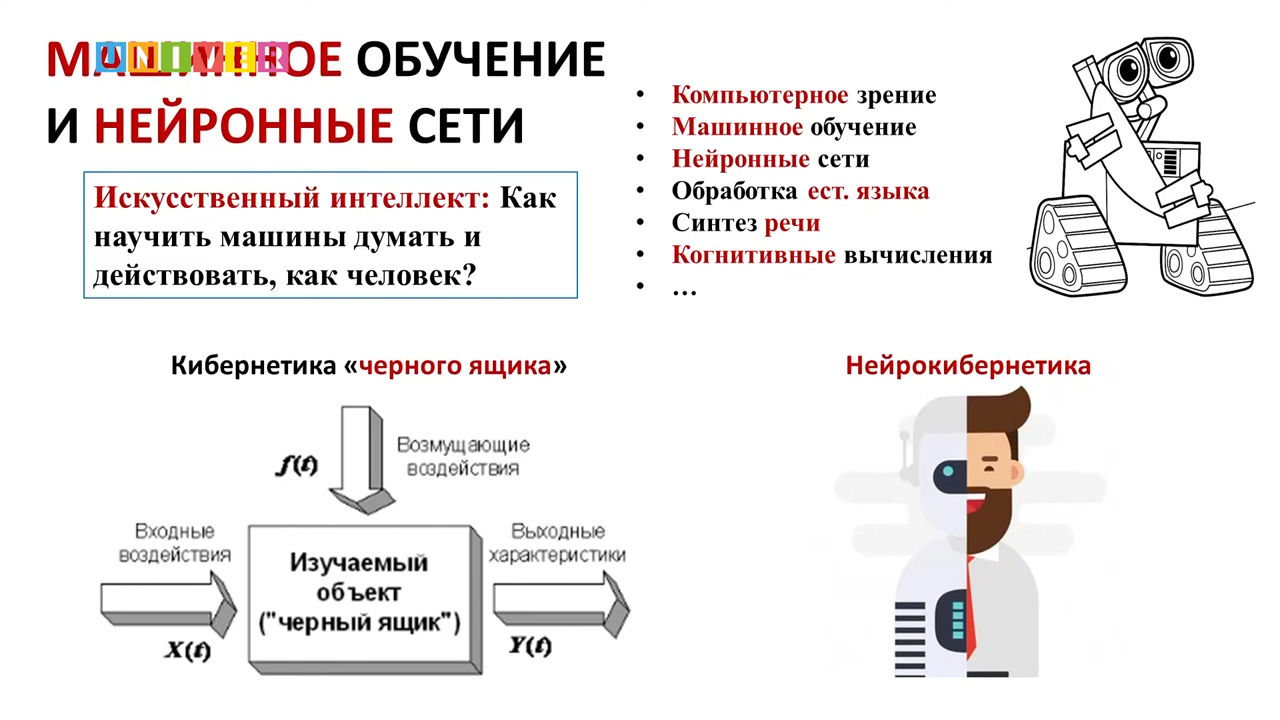 МАШИННОЕ ОБУЧЕНИЕ
И НЕЙРОННЫЕ СЕТИ
UNIVER
Искусственный интеллект: Как
научить машины думать и
действовать, как человек?
• Компьютерное зрение
• Машинное обучение
• Нейронные сети
• Обработка ест. языка
• Синтез речи
• Когнитивные вычисления
• …
Кибернетика «черного ящика»
f(t)
Возмущающие
воздействия
Входные
воздействия
X(t)
Изучаемый
объект
("черный ящик")
Выходные
характеристики
Y(t)
Нейрокибернетика